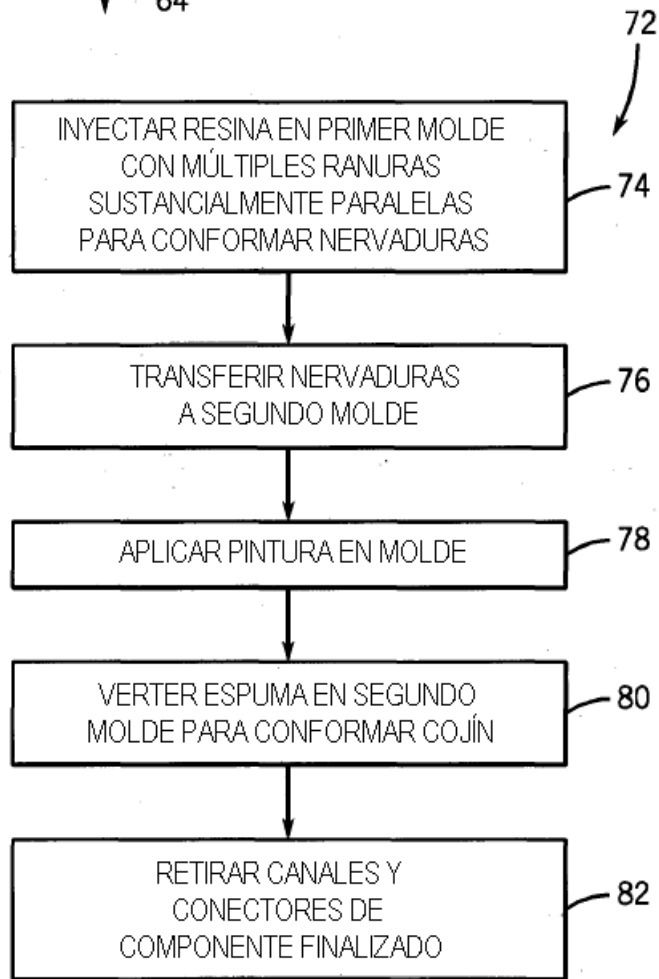 64
72
INYECTAR RESINA EN PRIMER MOLDE
CON MÚLTIPLES RANURAS
SUSTANCIALMENTE PARALELAS
PARA CONFORMAR NERVADURAS
74
TRANSFERIR NERVADURAS
A SEGUNDO MOLDE
76
APLICAR PINTURA EN MOLDE
78
VERTER ESPUMA EN SEGUNDO
MOLDE PARA CONFORMAR COJÍN
80
RETIRAR CANALES Y
CONECTORES DE
COMPONENTE FINALIZADO
82